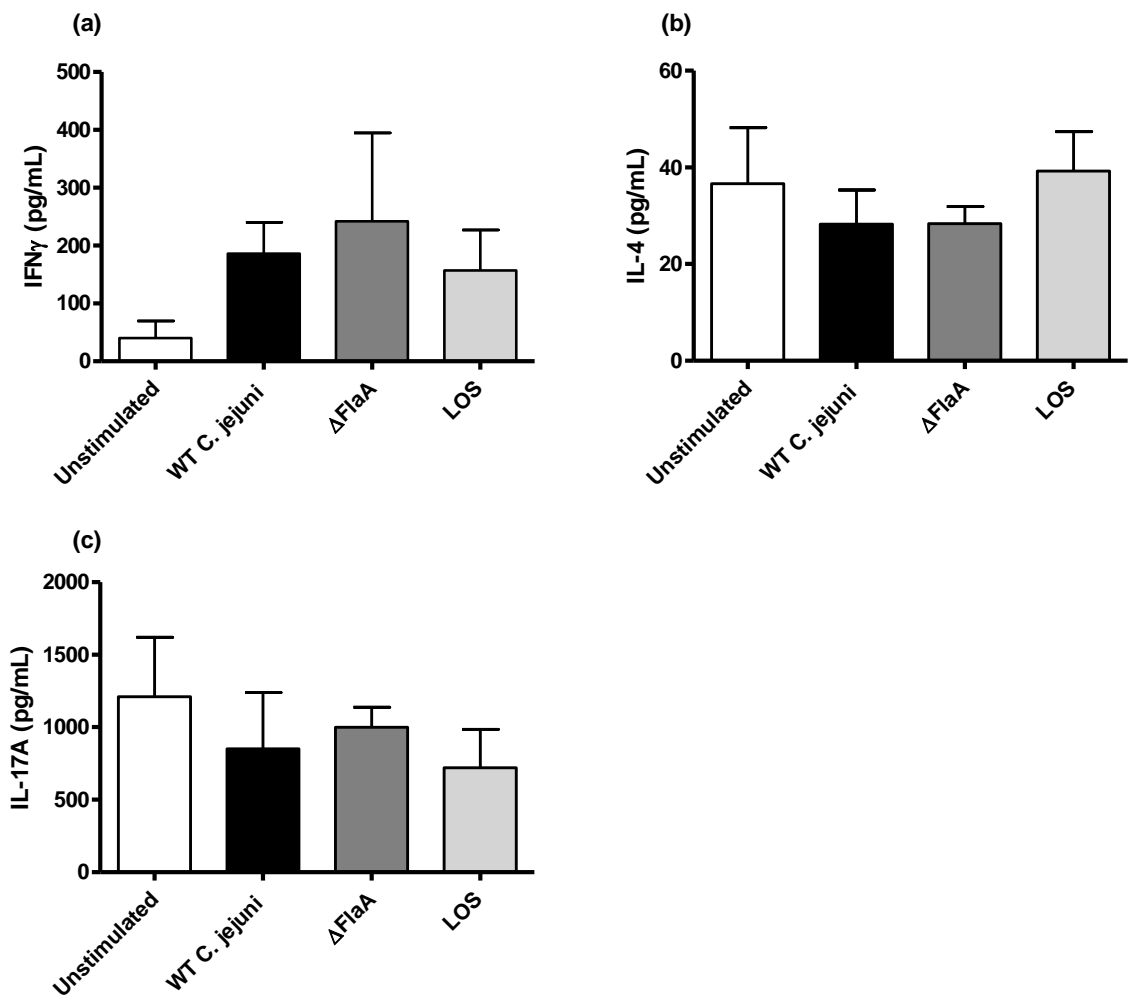 (a)
500
400
300
200
100
0
IFNγ (pg/mL)
Unstimulated
WT C. jejuni
ΔFlaA
LOS
(b)
60
40
20
0
IL-4 (pg/mL)
Unstimulated
WT C. jejuni
ΔFlaA
LOS
(c)
2000
1500
1000
500
0
IL-17A (pg/mL)
Unstimulated
WT C. jejuni
ΔFlaA
LOS